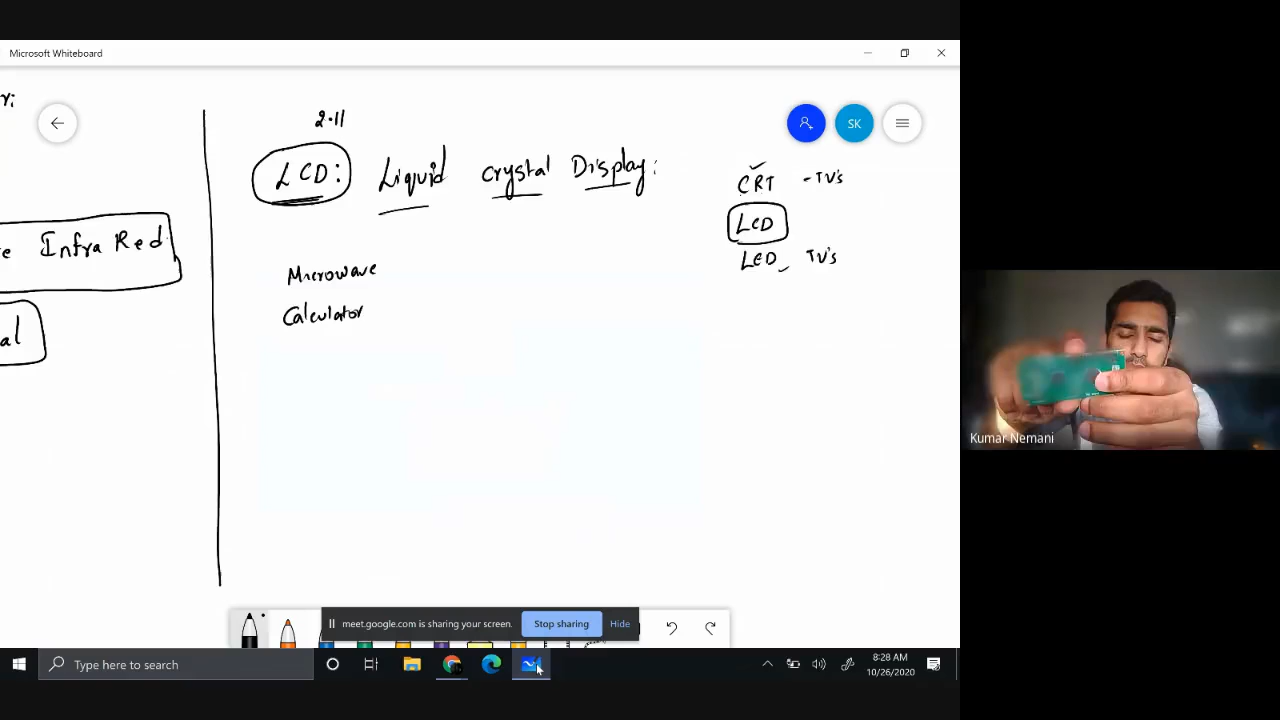 Microsoft Whiteboard
2.11
LCD: Liquid crystal Display:
CRT - TV's
LCD
LED TV's
e Infra Red
Microwave
Calculator
al
SK
Kumar Nemani
meet.google.com is sharing your screen. Stop sharing Hide
Type here to search
8:28 AM
10/26/2020